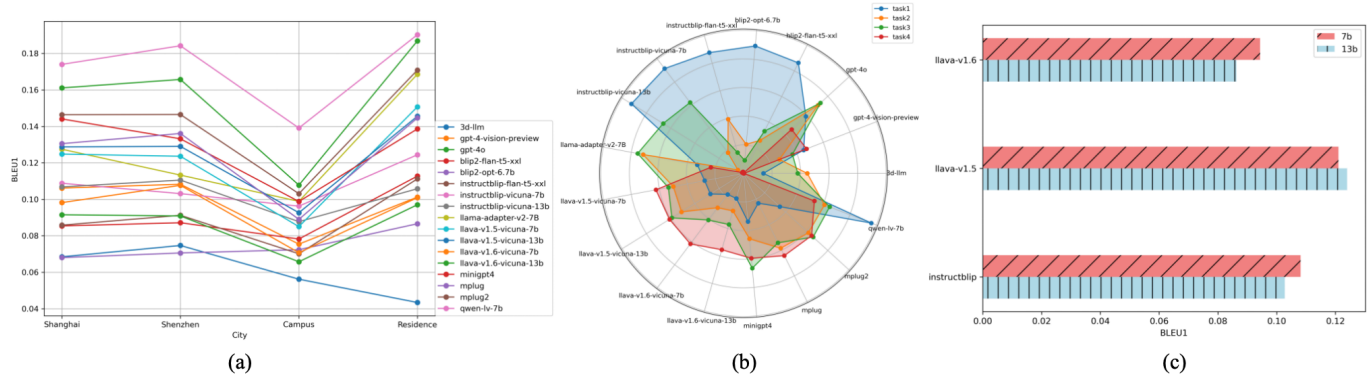 0.18
0.16
0.14
0.12
0.10
0.08
0.06
0.04
BLEU1
Shanghai
Shenzhen
Campus
Residence
City
3d-llm
gpt-4-vision-preview
gpt-4o
blip2-flan-t5-xxl
blip2-opt-6.7b
instructblip-flan-t5-xxl
instructblip-vicuna-7b
instructblip-vicuna-13b
llama-adapter-v2-7B
llava-v1.5-vicuna-7b
llava-v1.5-vicuna-13b
llava-v1.6-vicuna-7b
llava-v1.6-vicuna-13b
minigpt4
mplug
mplug2
qwen-lv-7b
(a)
task1
task2
task3
task4
blip2-opt-6.7b
instructblip-flan-t5-xxl
blip2-flan-t5-xxl
instructblip-vicuna-7b
gpt-4o
instructblip-vicuna-13b
gpt-4-vision-preview
llama-adapter-v2-7B
3d-llm
llava-v1.5-vicuna-7b
qwen-lv-7b
llava-v1.5-vicuna-13b
mplug2
llava-v1.6-vicuna-7b
mplug
llava-v1.6-vicuna-13b
minigpt4
(b)
7b
13b
llava-v1.6
llava-v1.5
instructblip
0.00
0.02
0.04
0.06
0.08
0.10
0.12
BLEU1
(c)